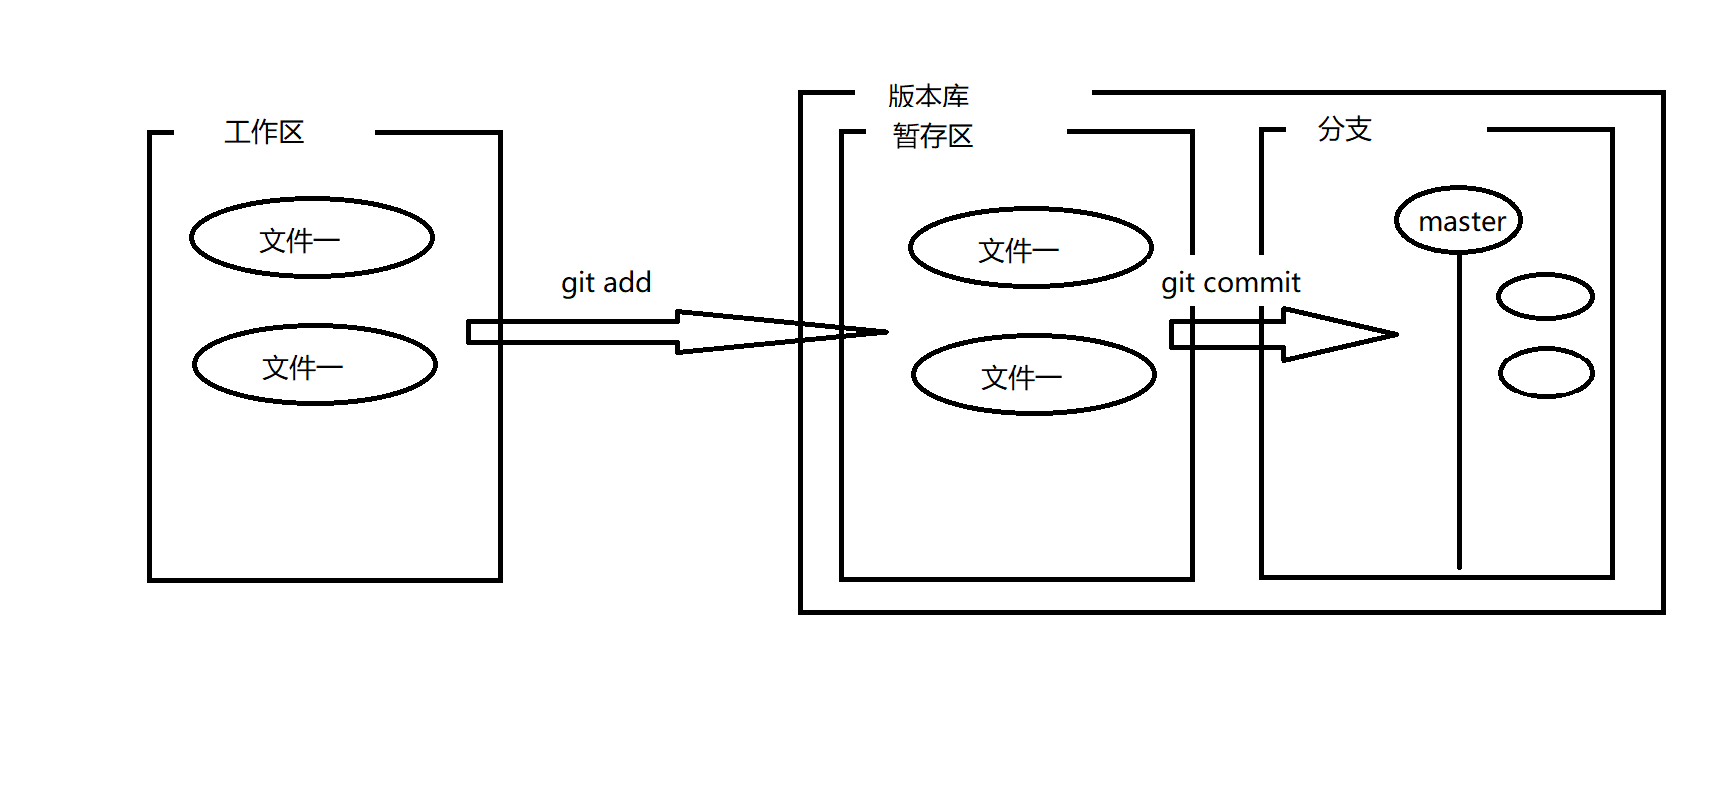 工作区
文件一
文件一
git add
版本库
暂存区
文件一
文件一
git commit
分支
master